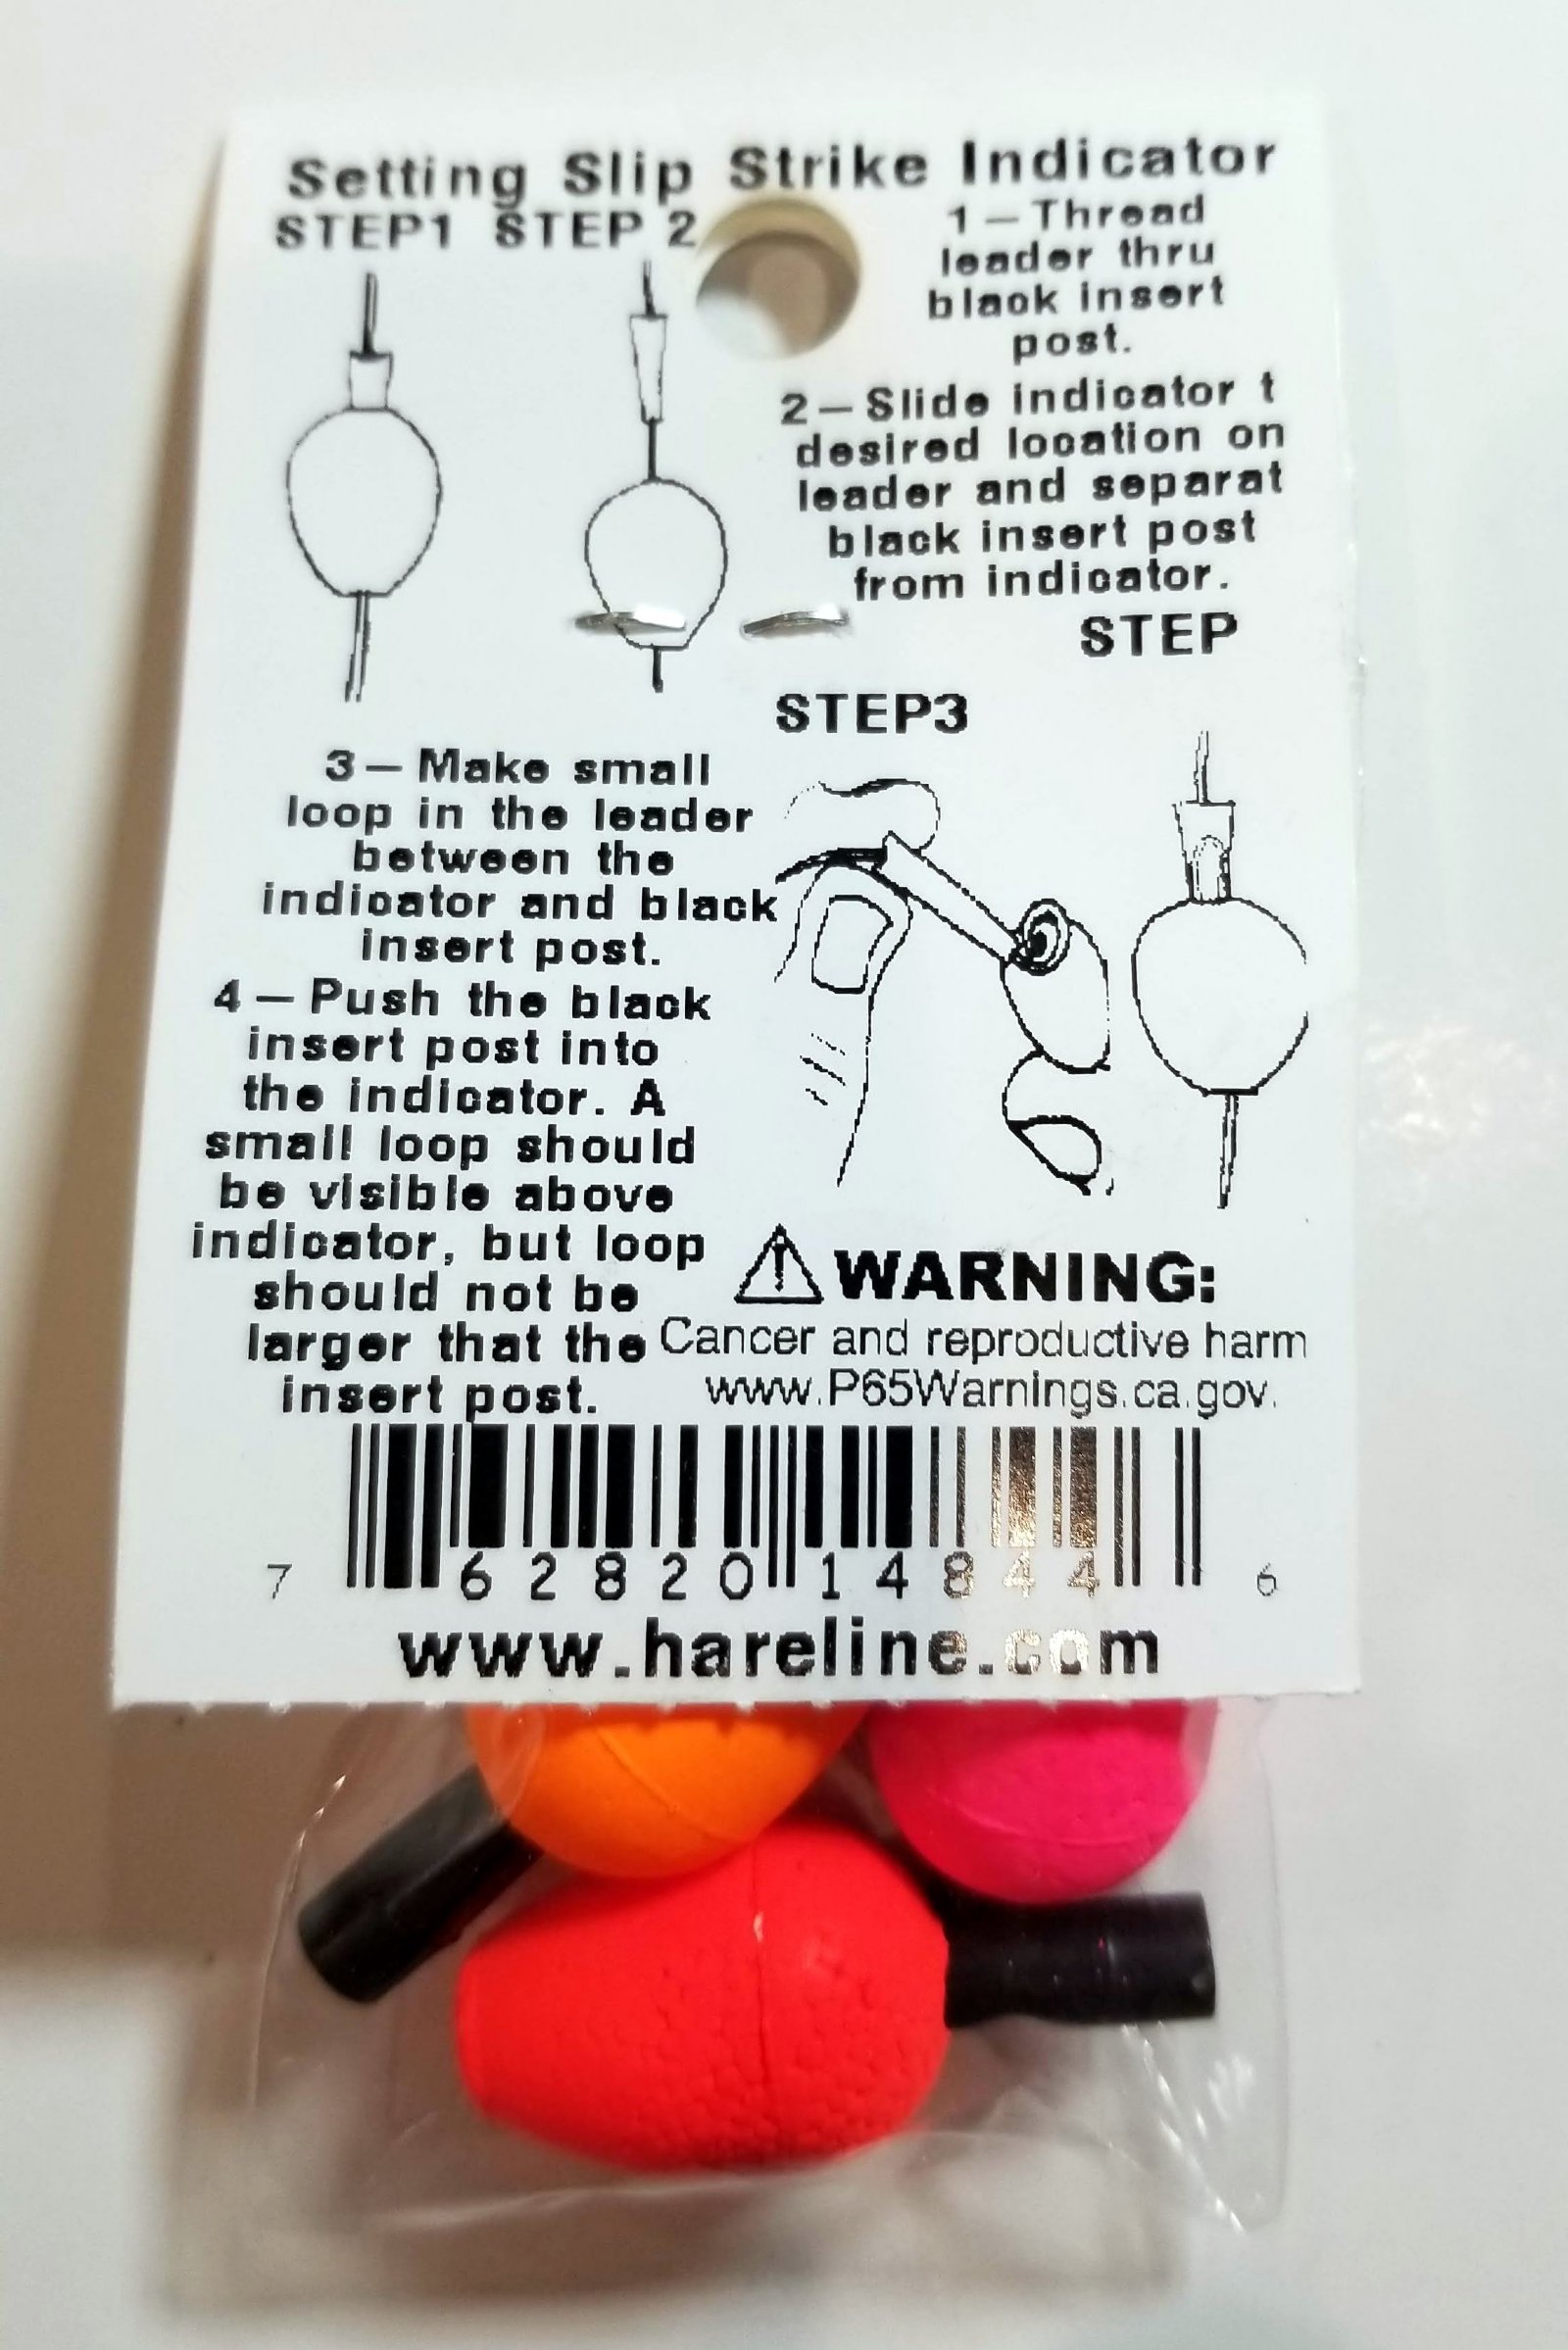 Setting Slip Strike Indicator
STEP1 STEP 2
1 – Thread
leader thru
black insert
post.
2 – Slide indicator t
desired location on
leader and separat
black insert post
from indicator.
STEP
STEP3
3 – Make small
loop in the leader
between the
indicator and black
insert post.
4 – Push the black
insert post into
the indicator. A
small loop should
be visible above
indicator, but loop
should not be
larger that the
insert post.
WARNING:
Cancer and reproductive harm
www.P65Warnings.ca.gov.
7 62820 14844 6
www.hareline.com